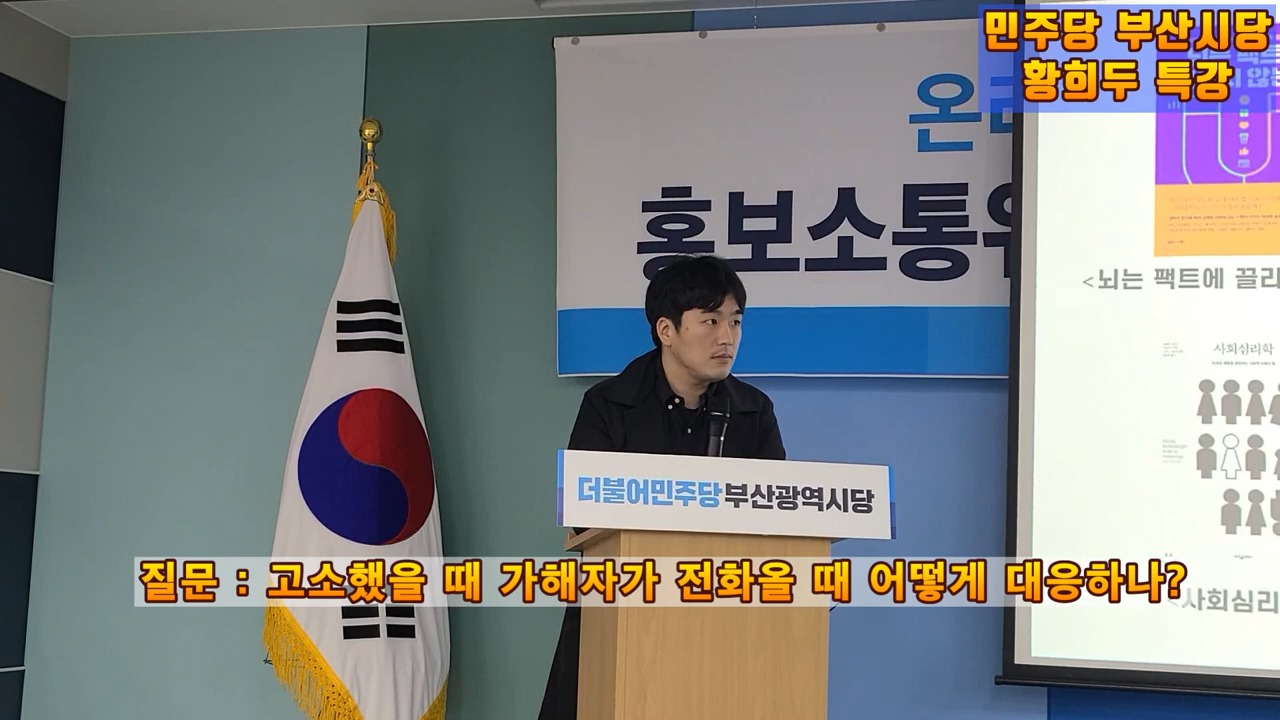 민주당 부산시당
황희두 특강
온
홍보소통위
<뇌는 팩트에 끌리
사회심리학
더불어민주당부산광역시당
질문 : 고소했을 때 가해자가 전화올 때 어떻게 대응하나?
<사회심리